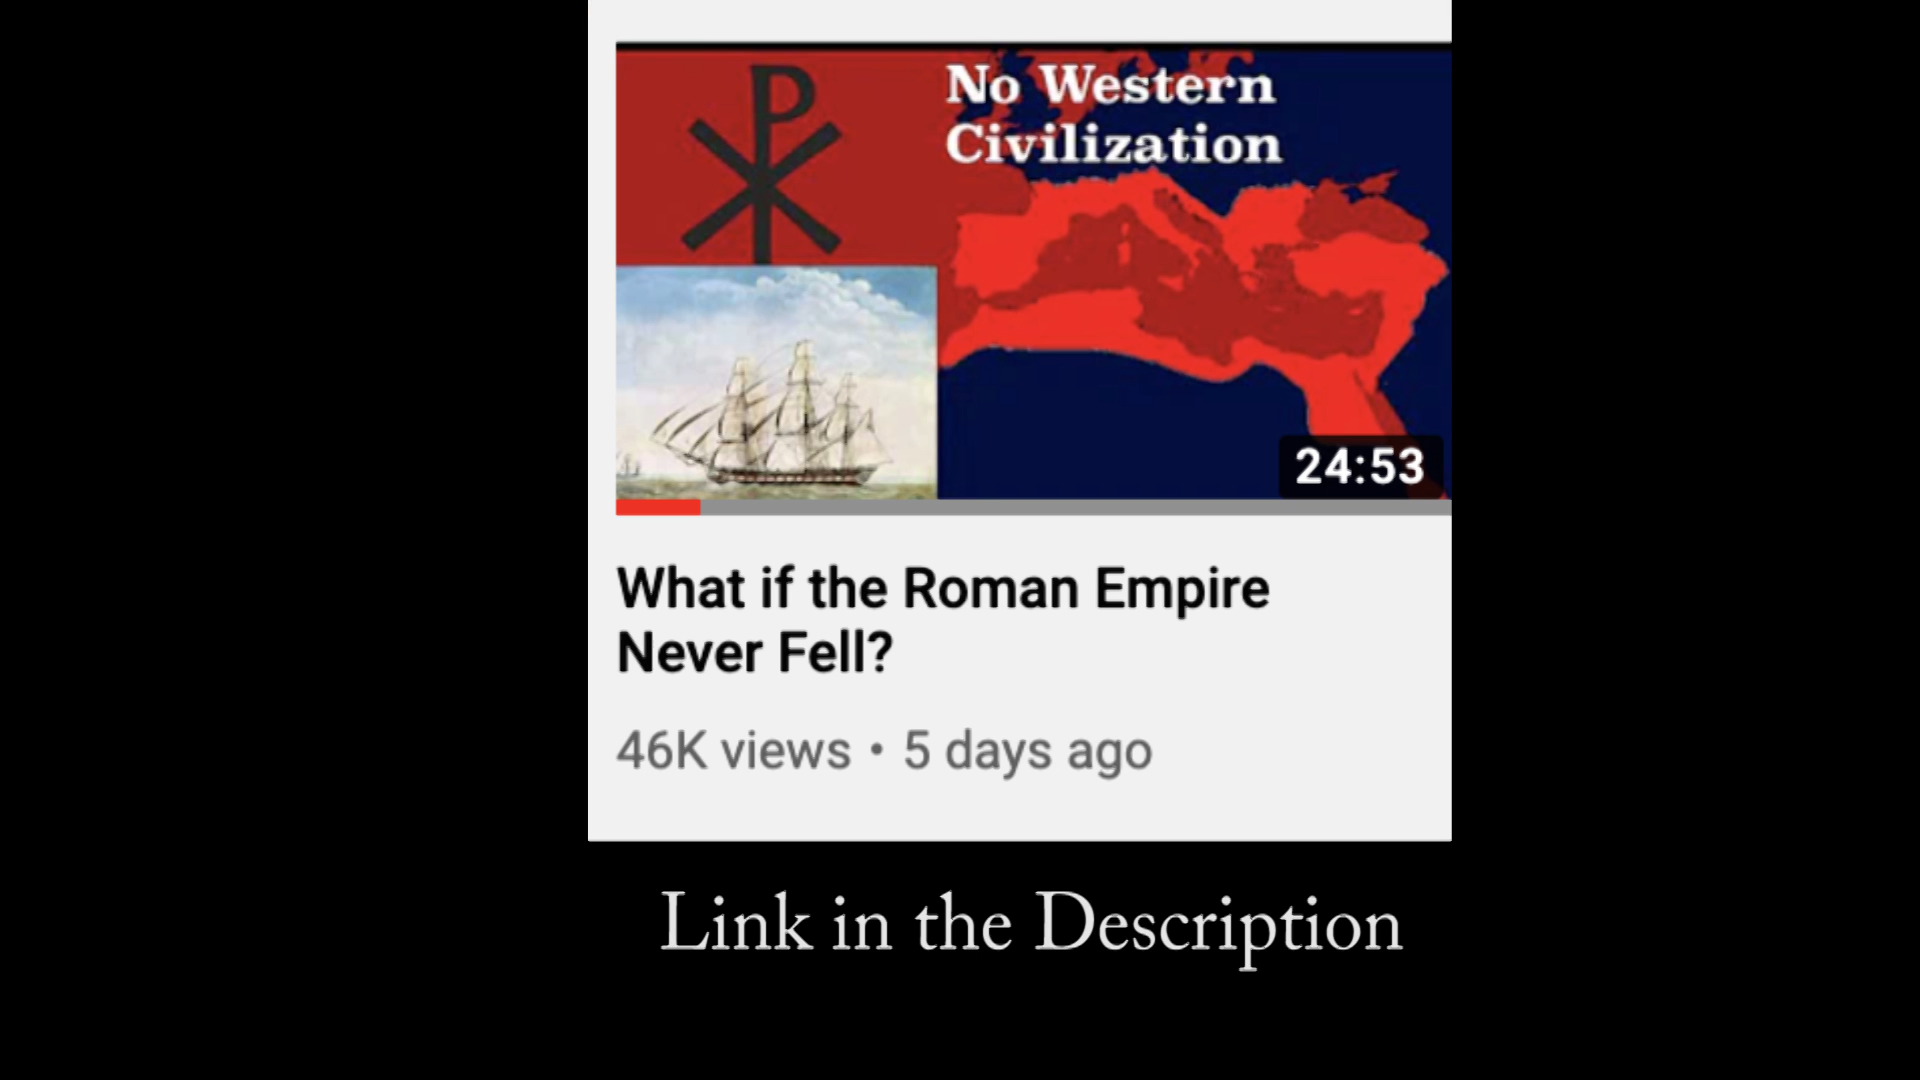 No Western
Civilization
24:53
What if the Roman Empire
Never Fell?
46K views • 5 days ago
Link in the Description